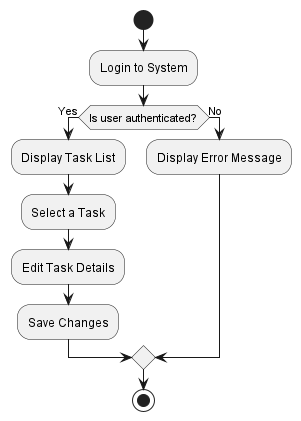 Login to System
Is user authenticated?
Yes
No
Display Task List
Display Error Message
Select a Task
Edit Task Details
Save Changes